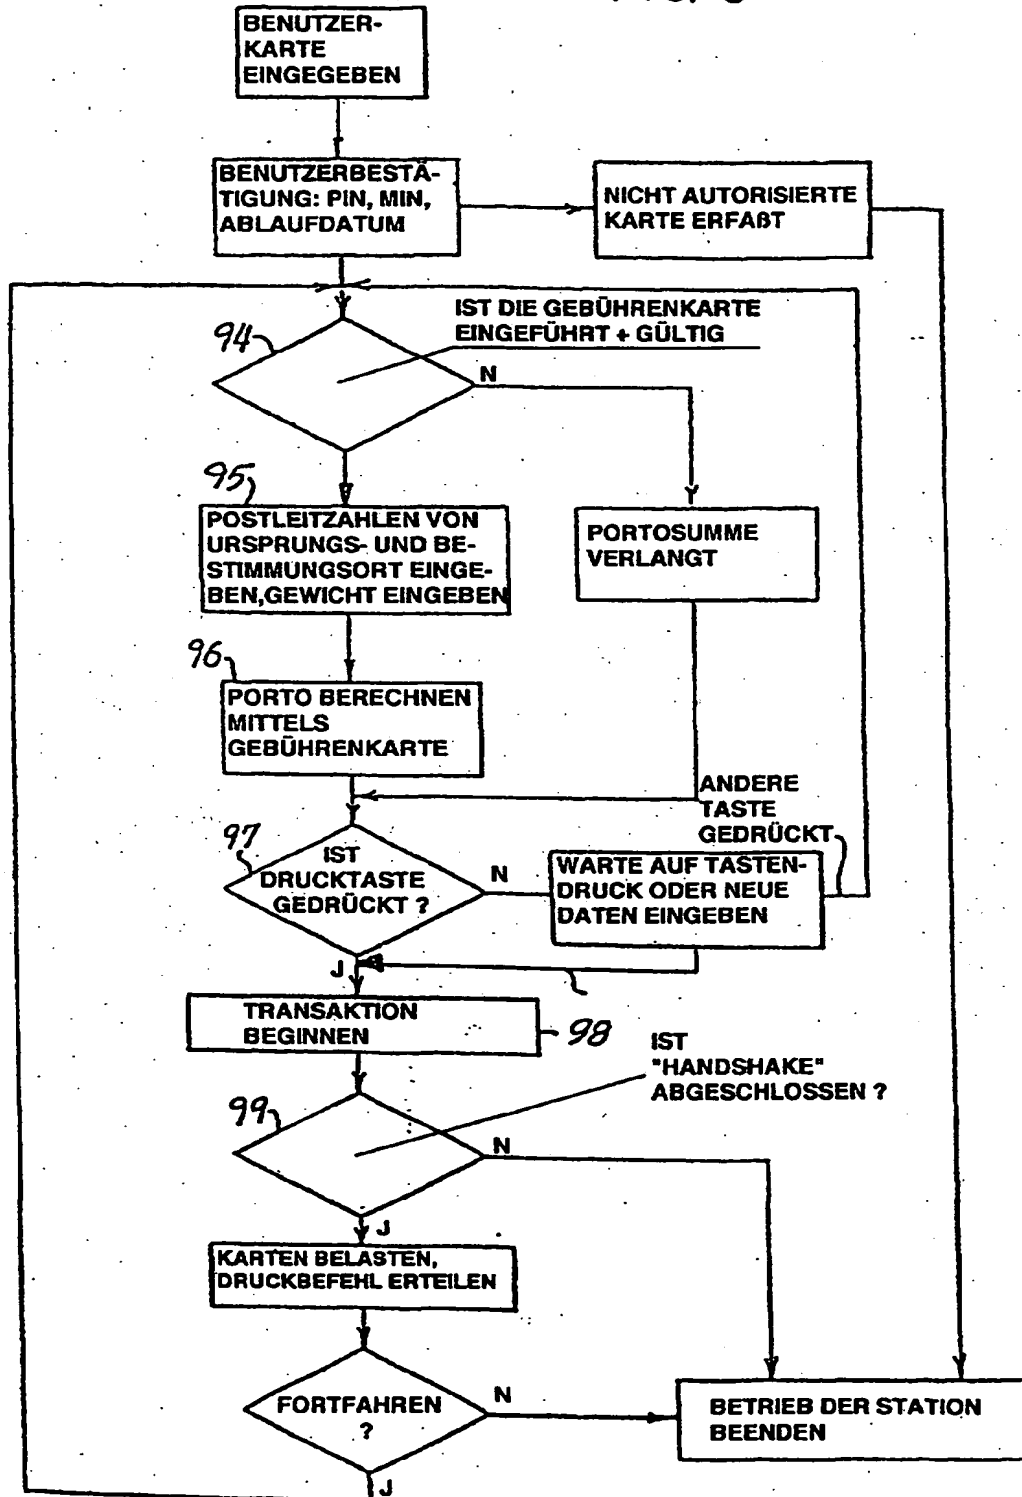 BENUTZER-
KARTE
EINGEGEBEN
BENUTZERBESTÄ-
TIGUNG: PIN, MIN,
ABLAUFDATUM
NICHT AUTORISIERTE
KARTE ERFAßT
IST DIE GEBÜHRENKARTE
EINGEFÜHRT + GÜLTIG
94
N
95
POSTLEITZAHLEN VON
URSPRUNGS- UND BE-
STIMMUNGSORT EINGE-
BEN,GEWICHT EINGEBEN
PORTOSUMME
VERLANGT
96
PORTO BERECHNEN
MITTELS
GEBÜHRENKARTE
ANDERE
TASTE
GEDRÜCKT
97
IST
DRUCKTASTE
GEDRÜCKT ?
N
WARTE AUF TASTEN-
DRUCK ODER NEUE
DATEN EINGEBEN
J
TRANSAKTION
BEGINNEN
98
IST
"HANDSHAKE"
ABGESCHLOSSEN ?
99
N
J
KARTEN BELASTEN,
DRUCKBEFEHL ERTEILEN
FORTFAHREN
?
N
BETRIEB DER STATION
BEENDEN
J